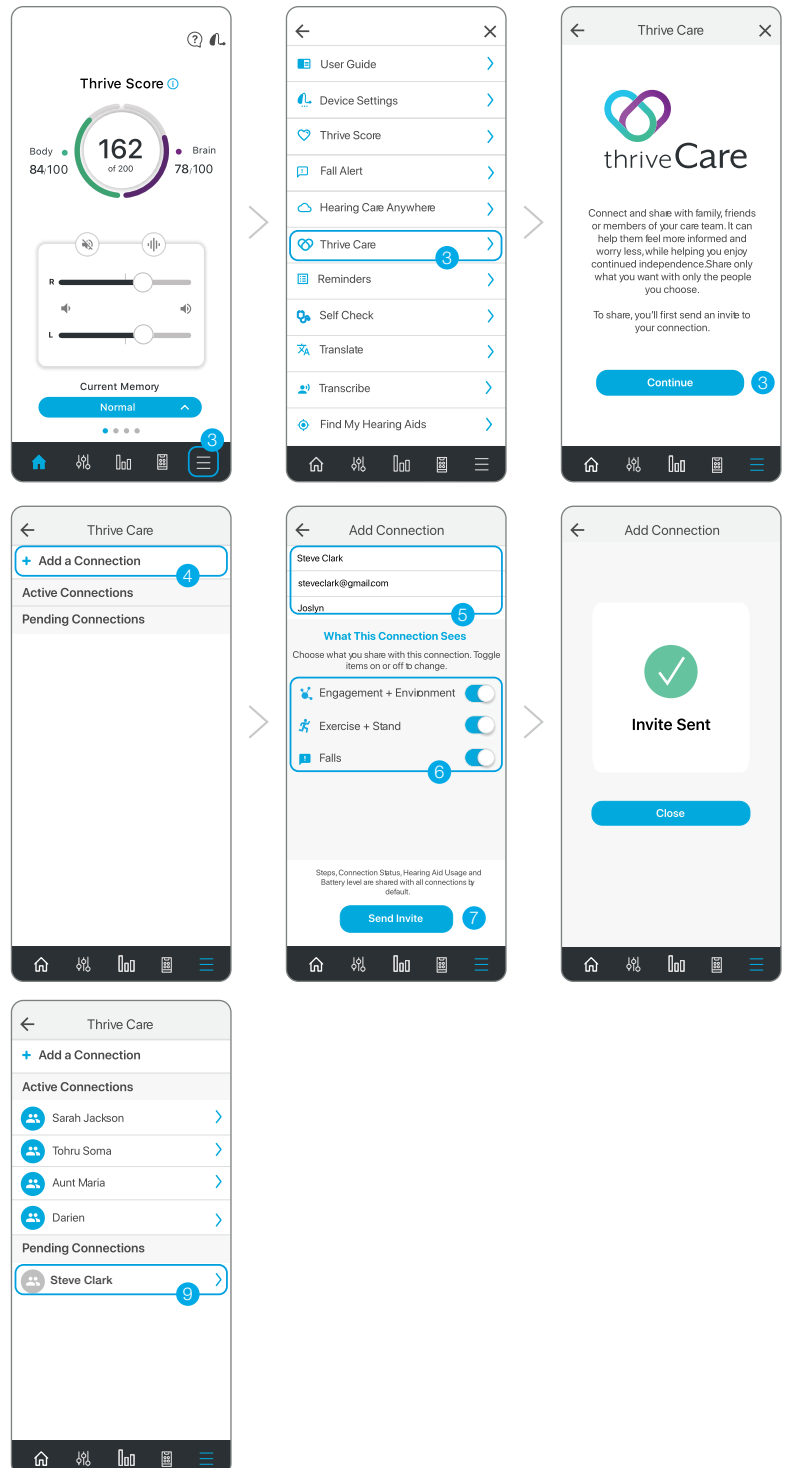 Thrive Score
Body
84/100
162
of 200
Brain
78/100
R
L
Current Memory
Normal
3
User Guide
Device Settings
Thrive Score
Fall Alert
Hearing Care Anywhere
Thrive Care
3
Reminders
Self Check
Translate
Transcribe
Find My Hearing Aids
Thrive Care
thriveCare
Connect and share with family, friends
or members of your care team. It can
help them feel more informed and
worry less, while helping you enjoy
continued independence.Share only
what you want with only the people
you choose.
To share, you'll first send an invite to
your connection.
Continue
3
Thrive Care
+ Add a Connection
4
Active Connections
Pending Connections
Add Connection
Steve Clark
steveclark@gmail.com
Joslyn
5
What This Connection Sees
Choose what you share with this connection. Toggle
items on or off to change.
Engagement + Environment
Exercise + Stand
Falls
6
Steps, Connection Status, Hearing Aid Usage and
Battery level are shared with all connections by
default.
Send Invite
7
Add Connection
Invite Sent
Close
Thrive Care
+ Add a Connection
Active Connections
Sarah Jackson
Tohru Soma
Aunt Maria
Darien
Pending Connections
Steve Clark
9